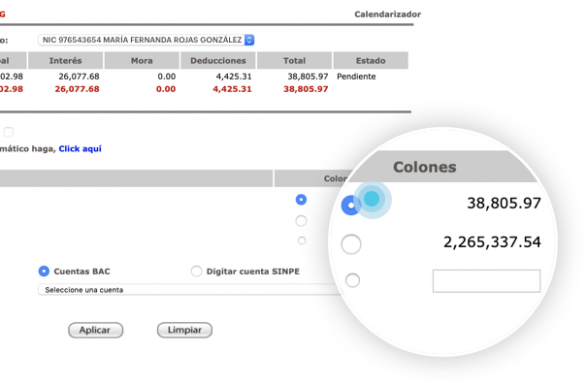 G Calendarizador
o: NIC 976543654 MARÍA FERNANDA ROJAS GONZÁLEZ
al Interés Mora Deducciones Total Estado
02.98 26,077.68 0.00 4,425.31 38,805.97 Pendiente
02.98 26,077.68 0.00 4,425.31 38,805.97
mático haga, Click aquí
Colon
Colones
38,805.97
2,265,337.54
Cuentas BAC Digitar cuenta SINPE
Seleccione una cuenta
Aplicar Limpiar